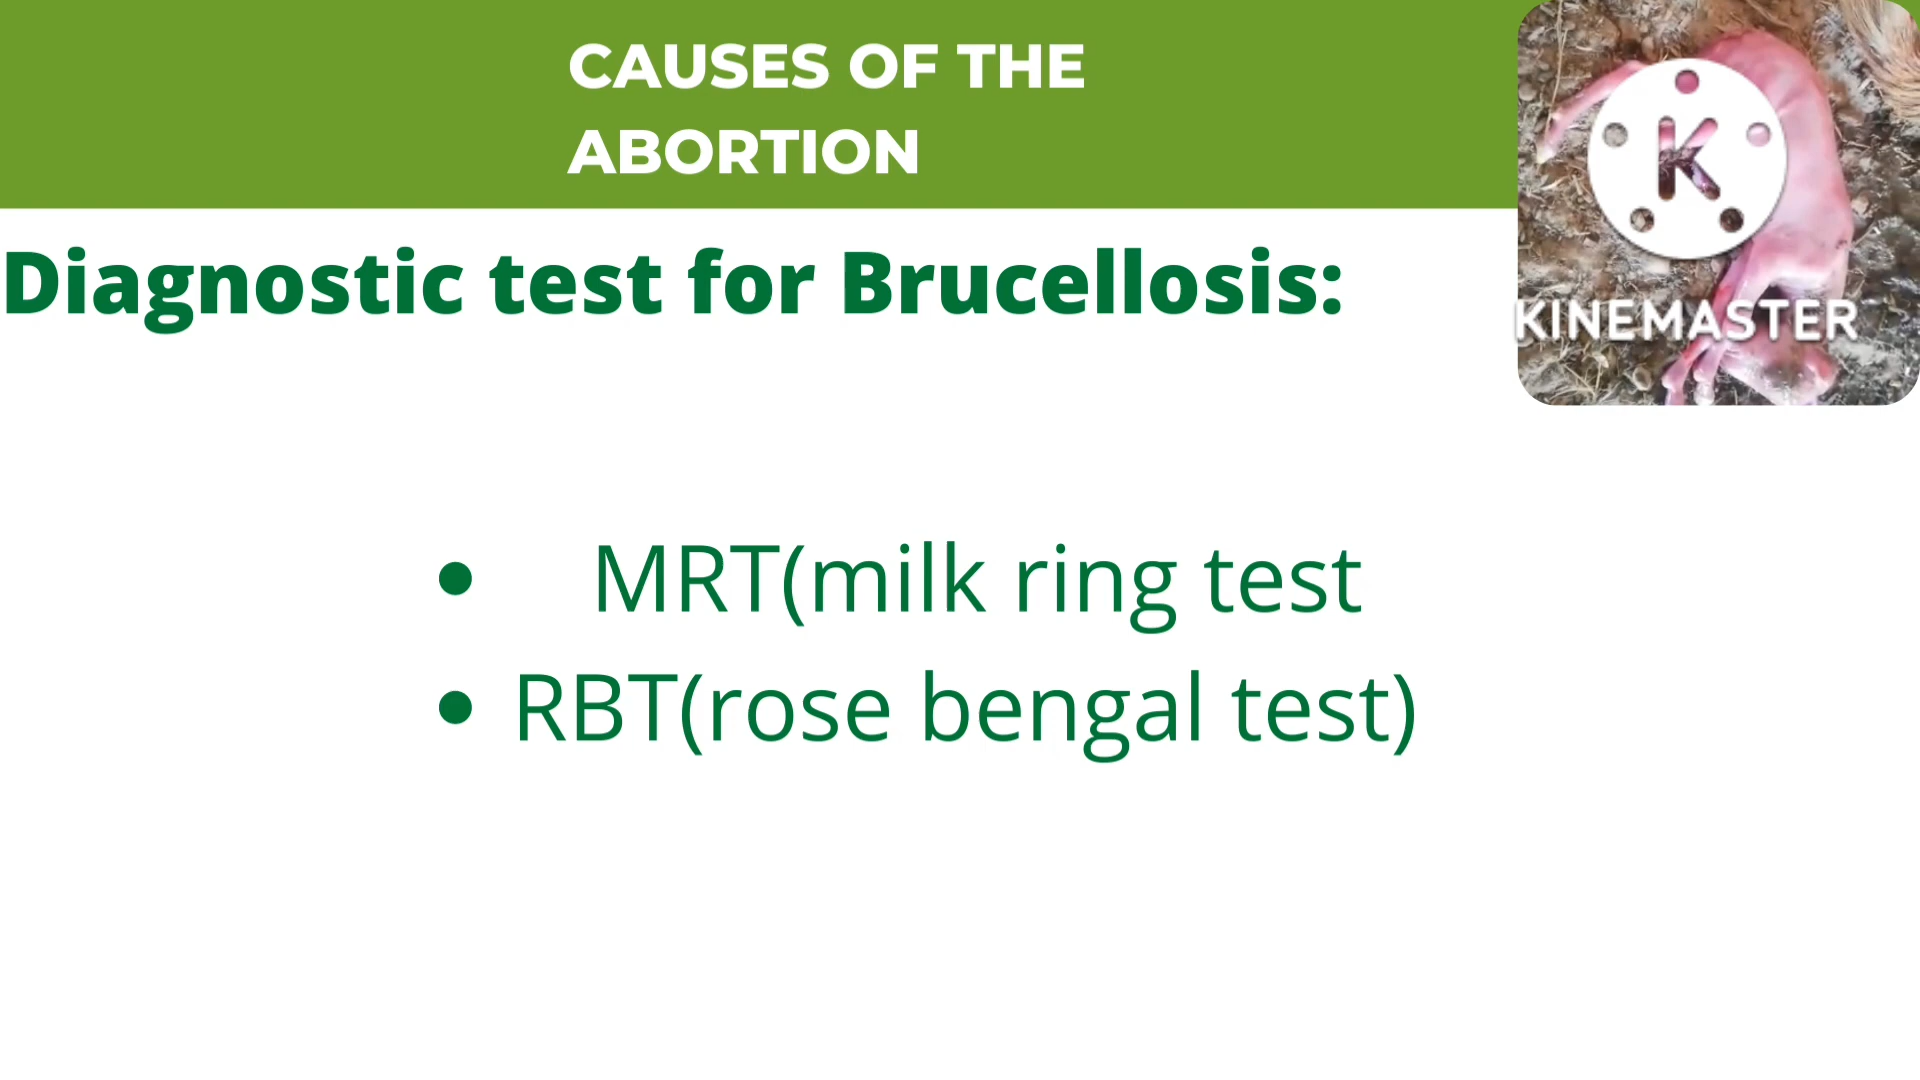 CAUSES OF THE
ABORTION
K
KINEMASTER
Diagnostic test for Brucellosis:
• MRT(milk ring test
• RBT(rose bengal test)